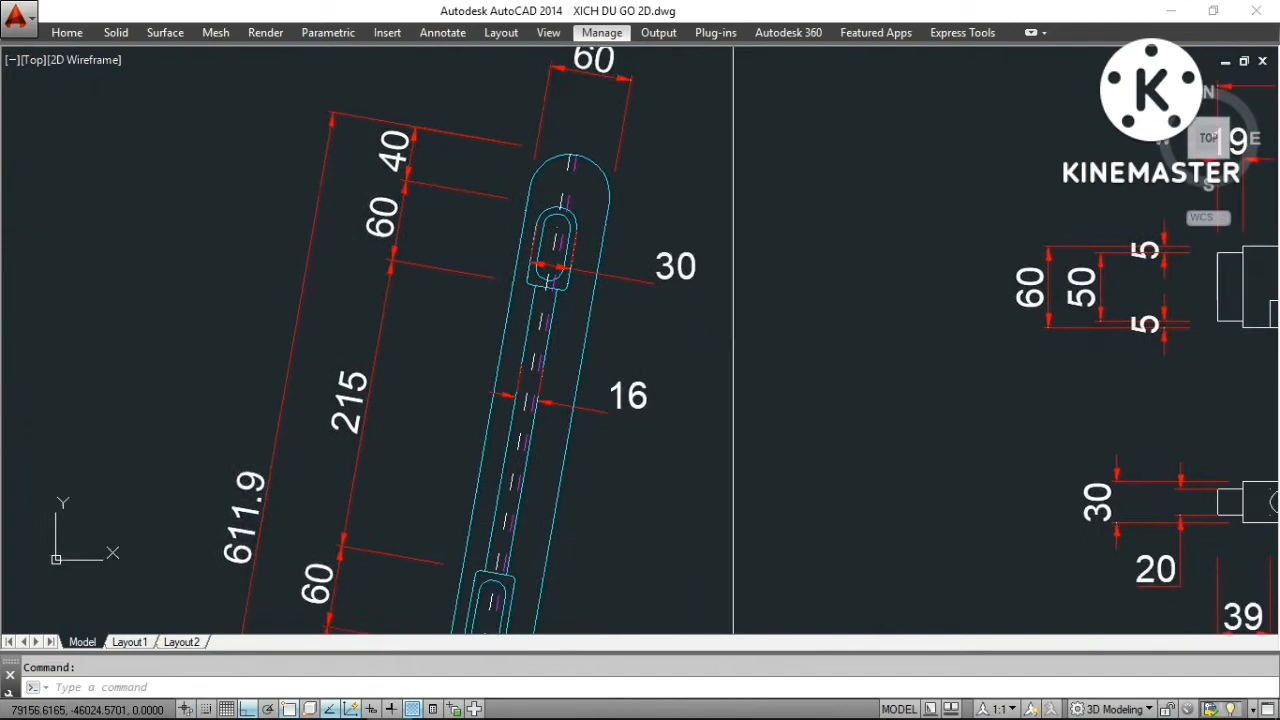 Autodesk AutoCAD 2014 XICH DU GO 2D.dwg
Home Solid Surface Mesh Render Parametric Insert Annotate Layout View Manage Output Plug-ins Autodesk 360 Featured Apps Express Tools
[−][Top][2D Wireframe]
60
40
60
30
215
16
611.9
60
K
KINEMASTER
N
TOP
E
S
WCS
19
5
60
50
5
30
20
39
Y
X
Model Layout1 Layout2
Command:
Type a command
79156.6165, -46024.5701, 0.0000
MODEL
1:1
3D Modeling